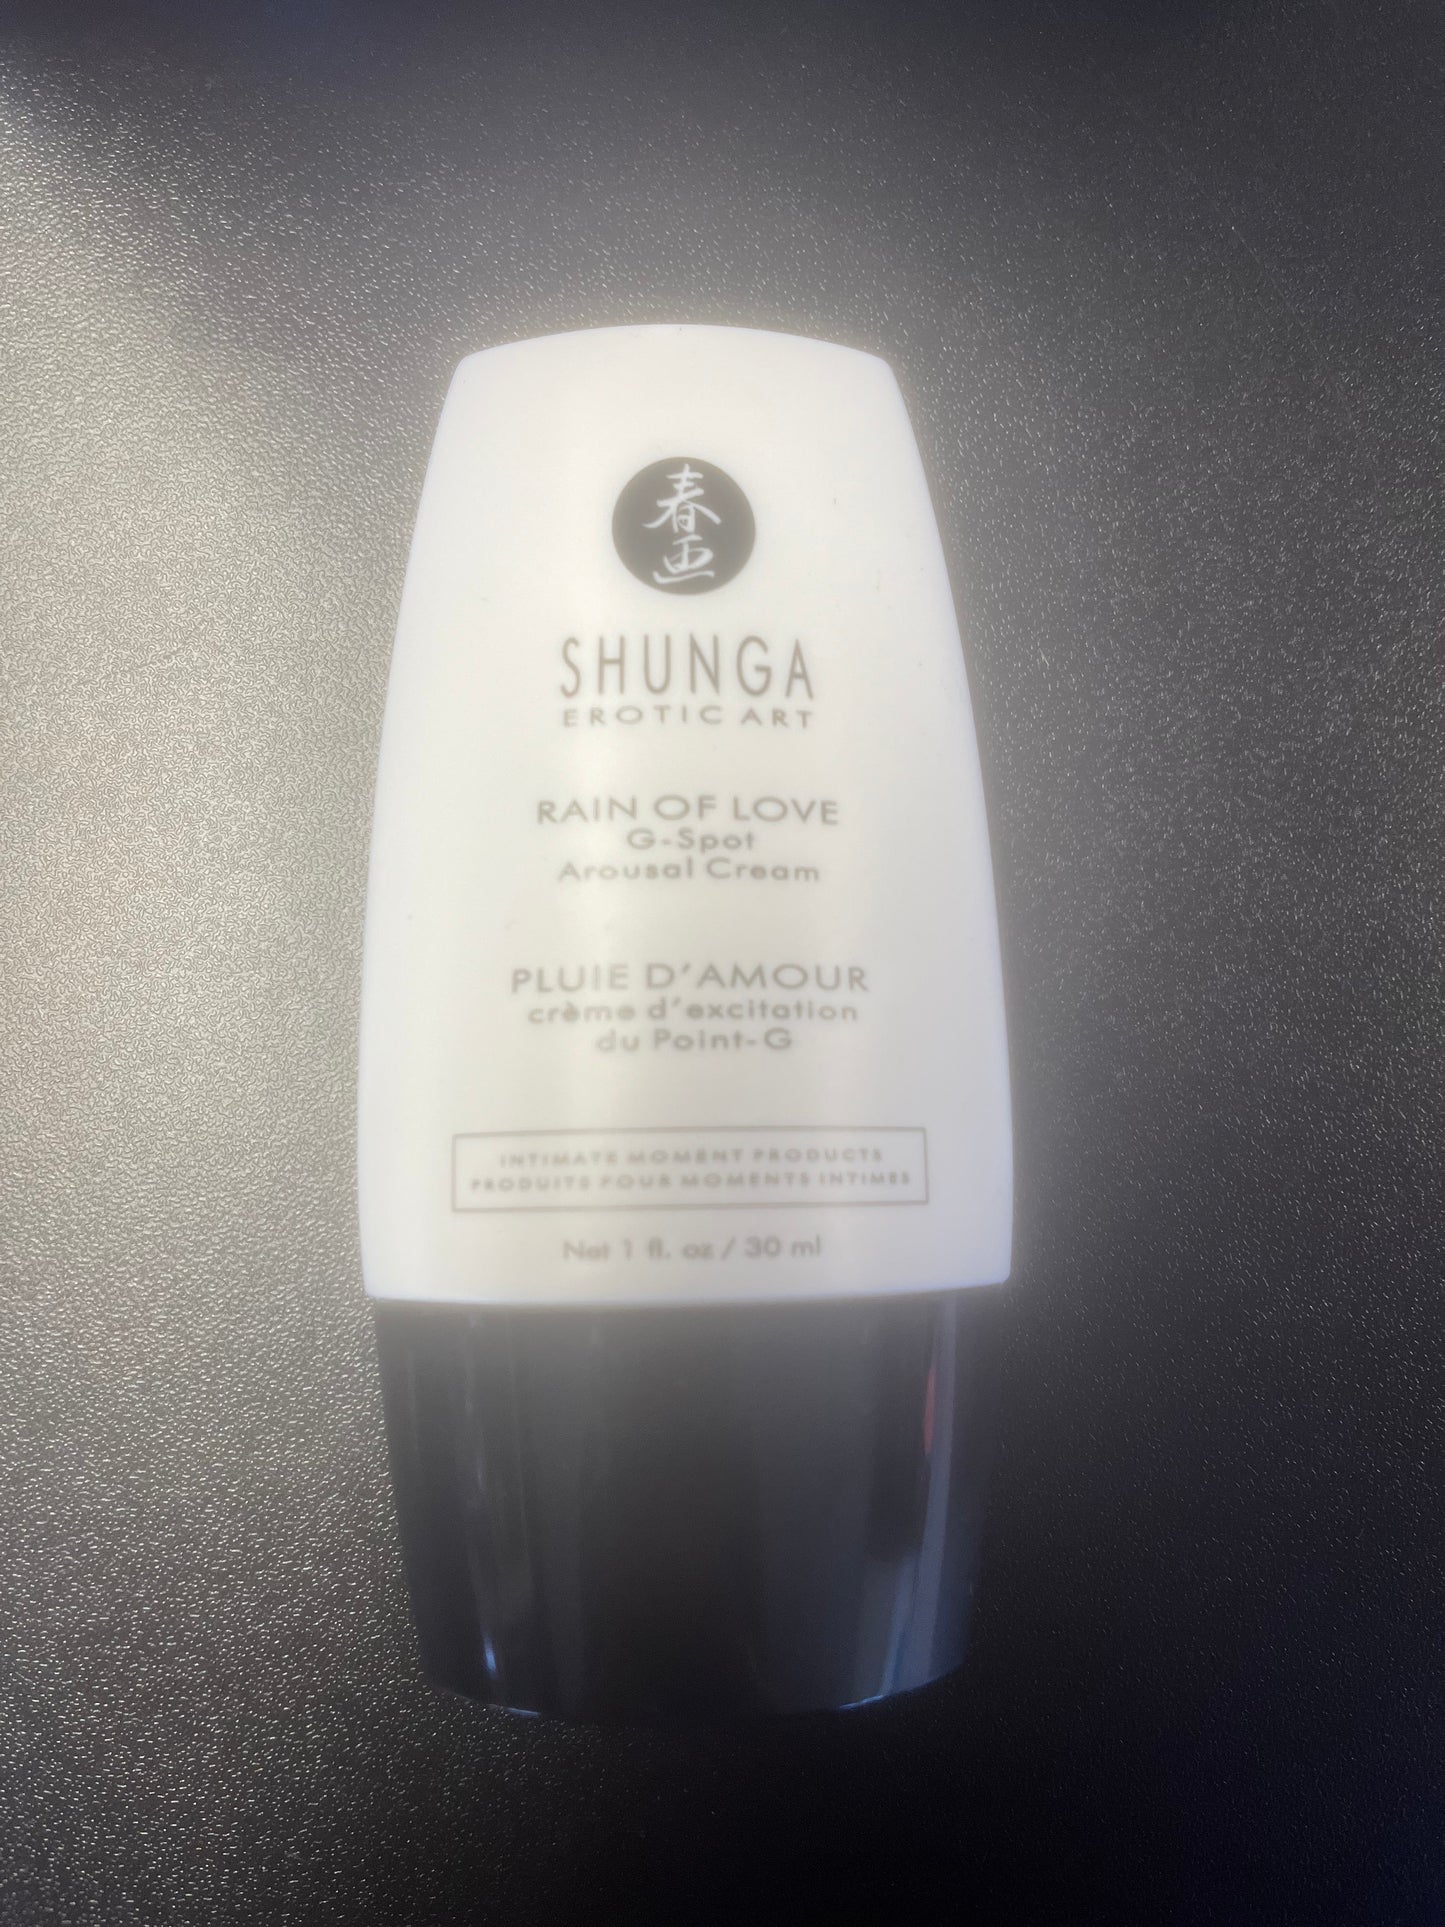 春
画
SHUNGA
EROTIC ART
RAIN OF LOVE
G-Spot
Arousal Cream
PLUIE D'AMOUR
crème d'excitation
du Point-G
INTIMATE MOMENT PRODUCTS
PRODUITS POUR MOMENTS INTIMES
Net 1 fl. oz / 30 ml